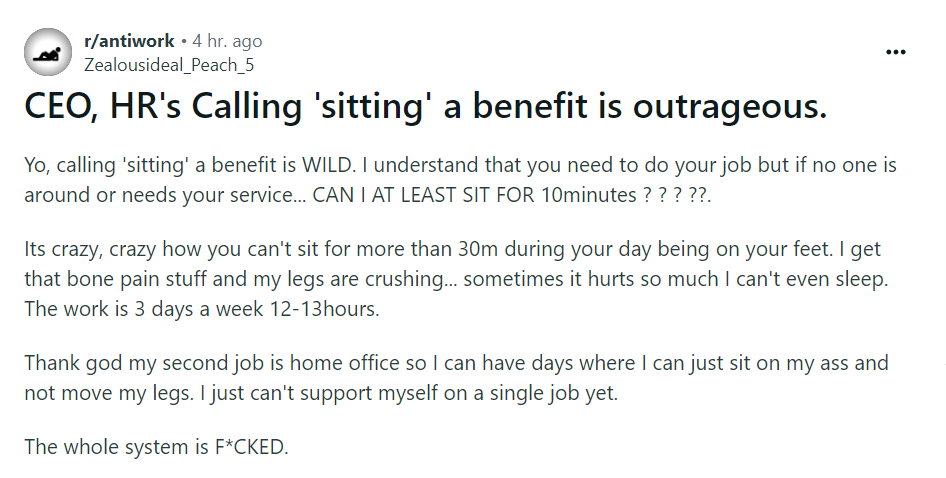 r/antiwork • 4 hr. ago
Zealousideal_Peach_5
CEO, HR's Calling 'sitting' a benefit is outrageous.
Yo, calling 'sitting' a benefit is WILD. I understand that you need to do your job but if no one is
around or needs your service... CAN I AT LEAST SIT FOR 10minutes ? ? ? ??.
Its crazy, crazy how you can't sit for more than 30m during your day being on your feet. I get
that bone pain stuff and my legs are crushing... sometimes it hurts so much I can't even sleep.
The work is 3 days a week 12-13hours.
Thank god my second job is home office so I can have days where I can just sit on my ass and
not move my legs. I just can't support myself on a single job yet.
The whole system is F*CKED.